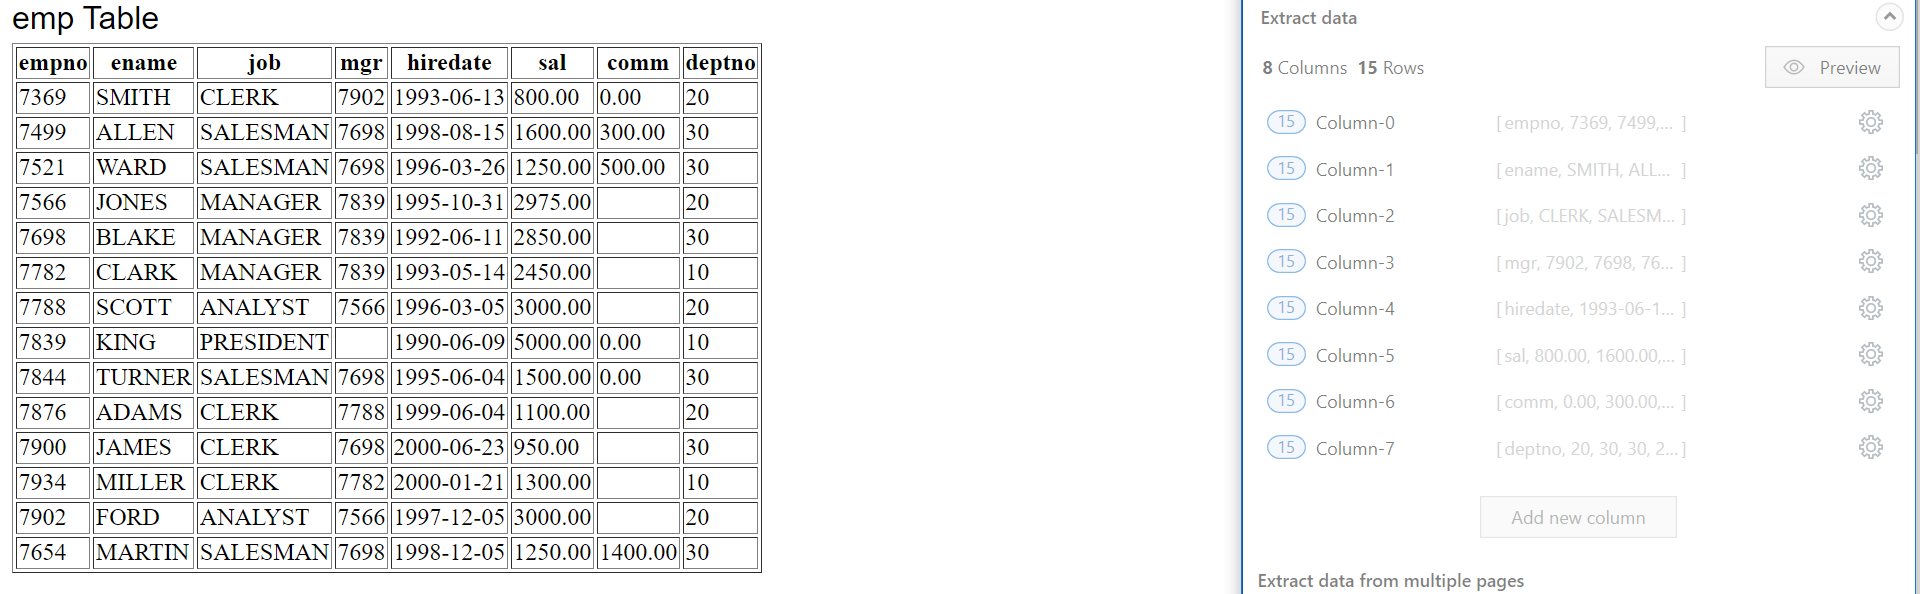 emp Table
empno ename job mgr hiredate sal comm deptno
7369 SMITH CLERK 7902 1993-06-13 800.00 0.00 20
7499 ALLEN SALESMAN 7698 1998-08-15 1600.00 300.00 30
7521 WARD SALESMAN 7698 1996-03-26 1250.00 500.00 30
7566 JONES MANAGER 7839 1995-10-31 2975.00 20
7698 BLAKE MANAGER 7839 1992-06-11 2850.00 30
7782 CLARK MANAGER 7839 1993-05-14 2450.00 10
7788 SCOTT ANALYST 7566 1996-03-05 3000.00 20
7839 KING PRESIDENT 1990-06-09 5000.00 0.00 10
7844 TURNER SALESMAN 7698 1995-06-04 1500.00 0.00 30
7876 ADAMS CLERK 7788 1999-06-04 1100.00 20
7900 JAMES CLERK 7698 2000-06-23 950.00 30
7934 MILLER CLERK 7782 2000-01-21 1300.00 10
7902 FORD ANALYST 7566 1997-12-05 3000.00 20
7654 MARTIN SALESMAN 7698 1998-12-05 1250.00 1400.00 30
Extract data
8 Columns 15 Rows Preview
15 Column-0 [ empno, 7369, 7499,... ]
15 Column-1 [ ename, SMITH, ALL... ]
15 Column-2 [ job, CLERK, SALESM... ]
15 Column-3 [ mgr, 7902, 7698, 76... ]
15 Column-4 [ hiredate, 1993-06-1... ]
15 Column-5 [ sal, 800.00, 1600.00,... ]
15 Column-6 [ comm, 0.00, 300.00,... ]
15 Column-7 [ deptno, 20, 30, 30, 2... ]
Add new column
Extract data from multiple pages